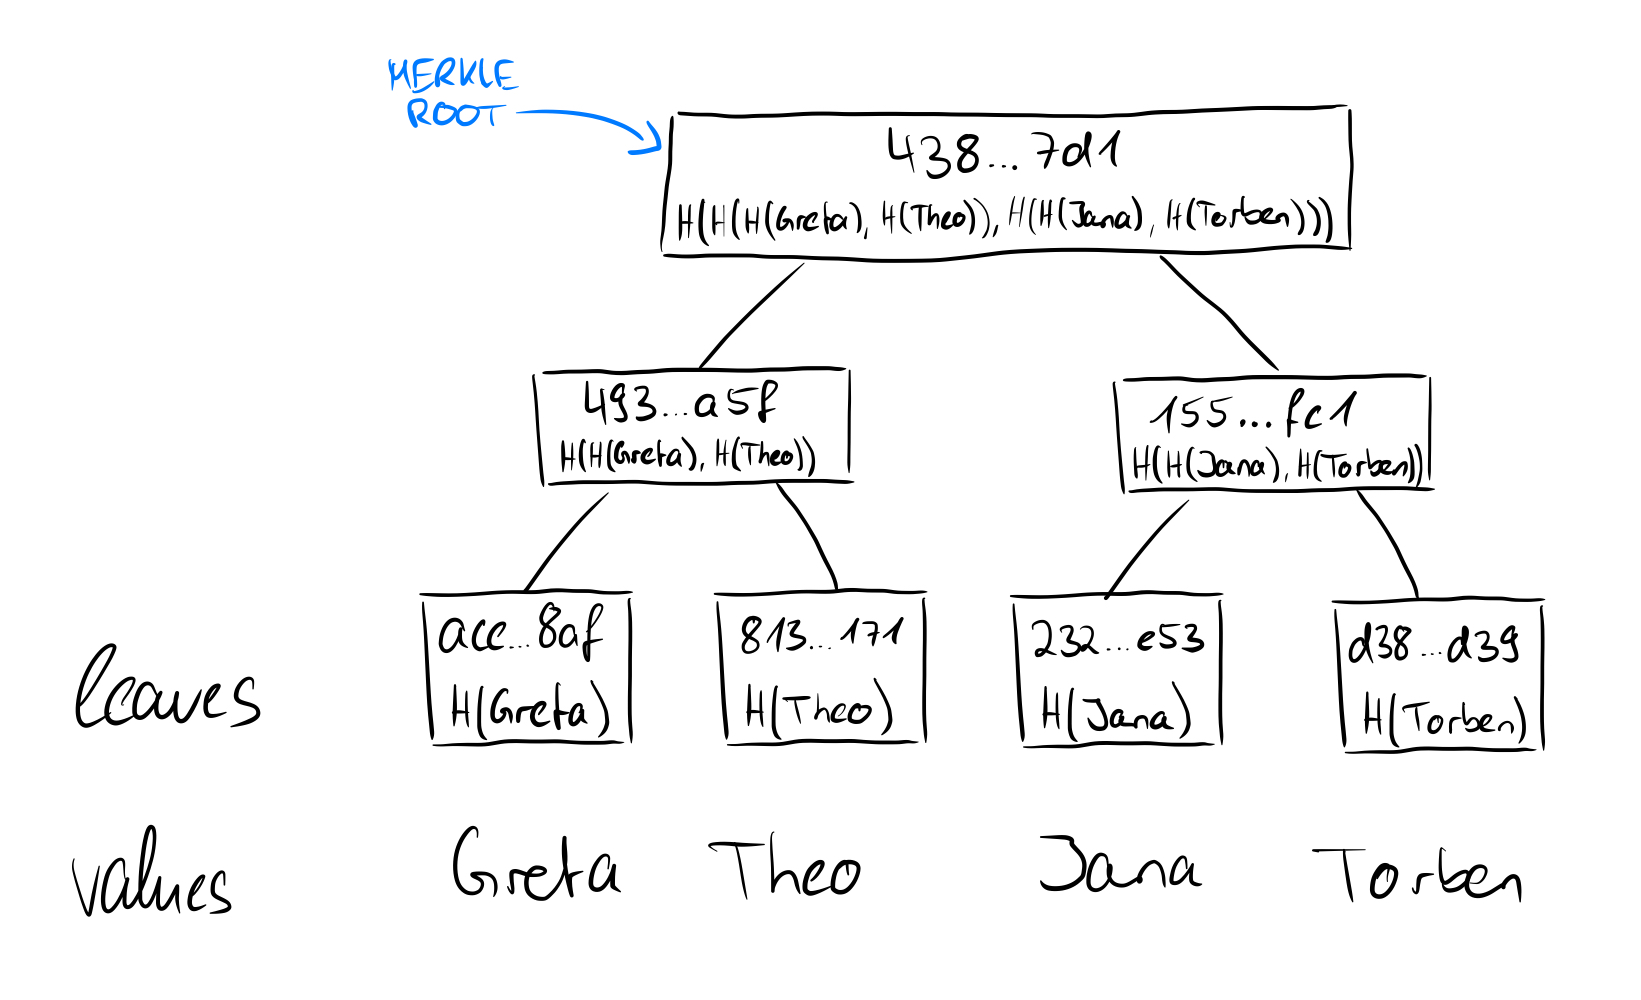 MERKLE
ROOT
438...7d1
H(H(H(Greta), H(Theo)), H(H(Jana), H(Torben)))
493...a5f
H(H(Greta), H(Theo))
155...fc1
H(H(Jana), H(Torben))
leaves
acc...8af
H(Greta)
813...171
H(Theo)
232...e53
H(Jana)
d38...d39
H(Torben)
values
Greta
Theo
Jana
Torben